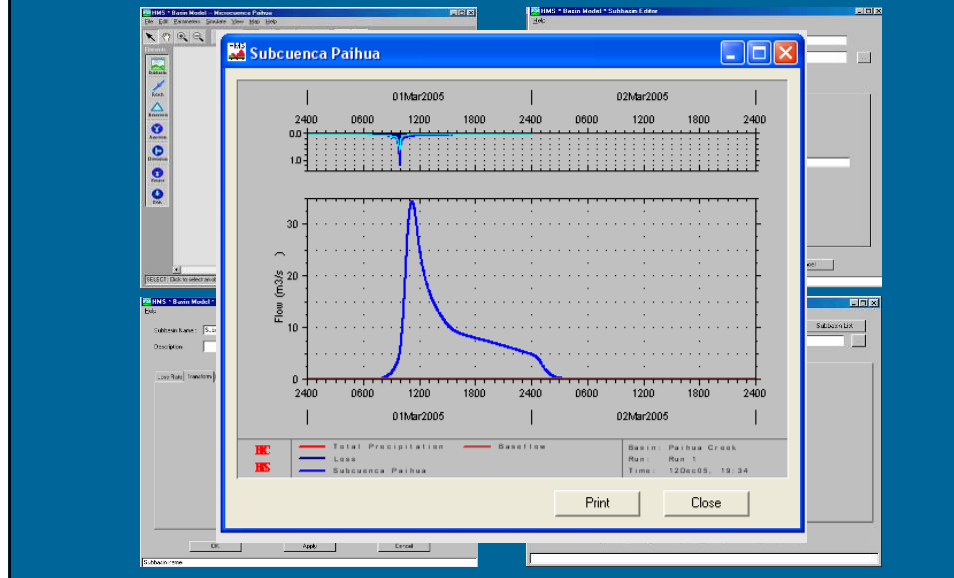 HMS * Basin Model - Microcuenca Paihua
File Edit Parameters Simulate View Map Help
HMS * Basin Model * Subbasin Editor
Help
Subcuenca Paihua
01Mar2005 02Mar2005
2400 0600 1200 1800 2400 0600 1200 1800 2400
0.0
1.0
30
20
10
0
Flow (m3/s )
2400 0600 1200 1800 2400 0600 1200 1800 2400
01Mar2005 02Mar2005
HEC
HMS
Total Precipitation Baseflow
Loss
Subcuenca Paihua
Basin: Paihua Creek
Run: Run 1
Time: 12Dec05, 19:34
Print Close
Subbasin
Reach
Junction
Source
Sink
HMS * Basin Model *
Help
Subbasin Name:
Description
Loss Rate Transform
Subbasin List
OK Apply Cancel
Subbasin name